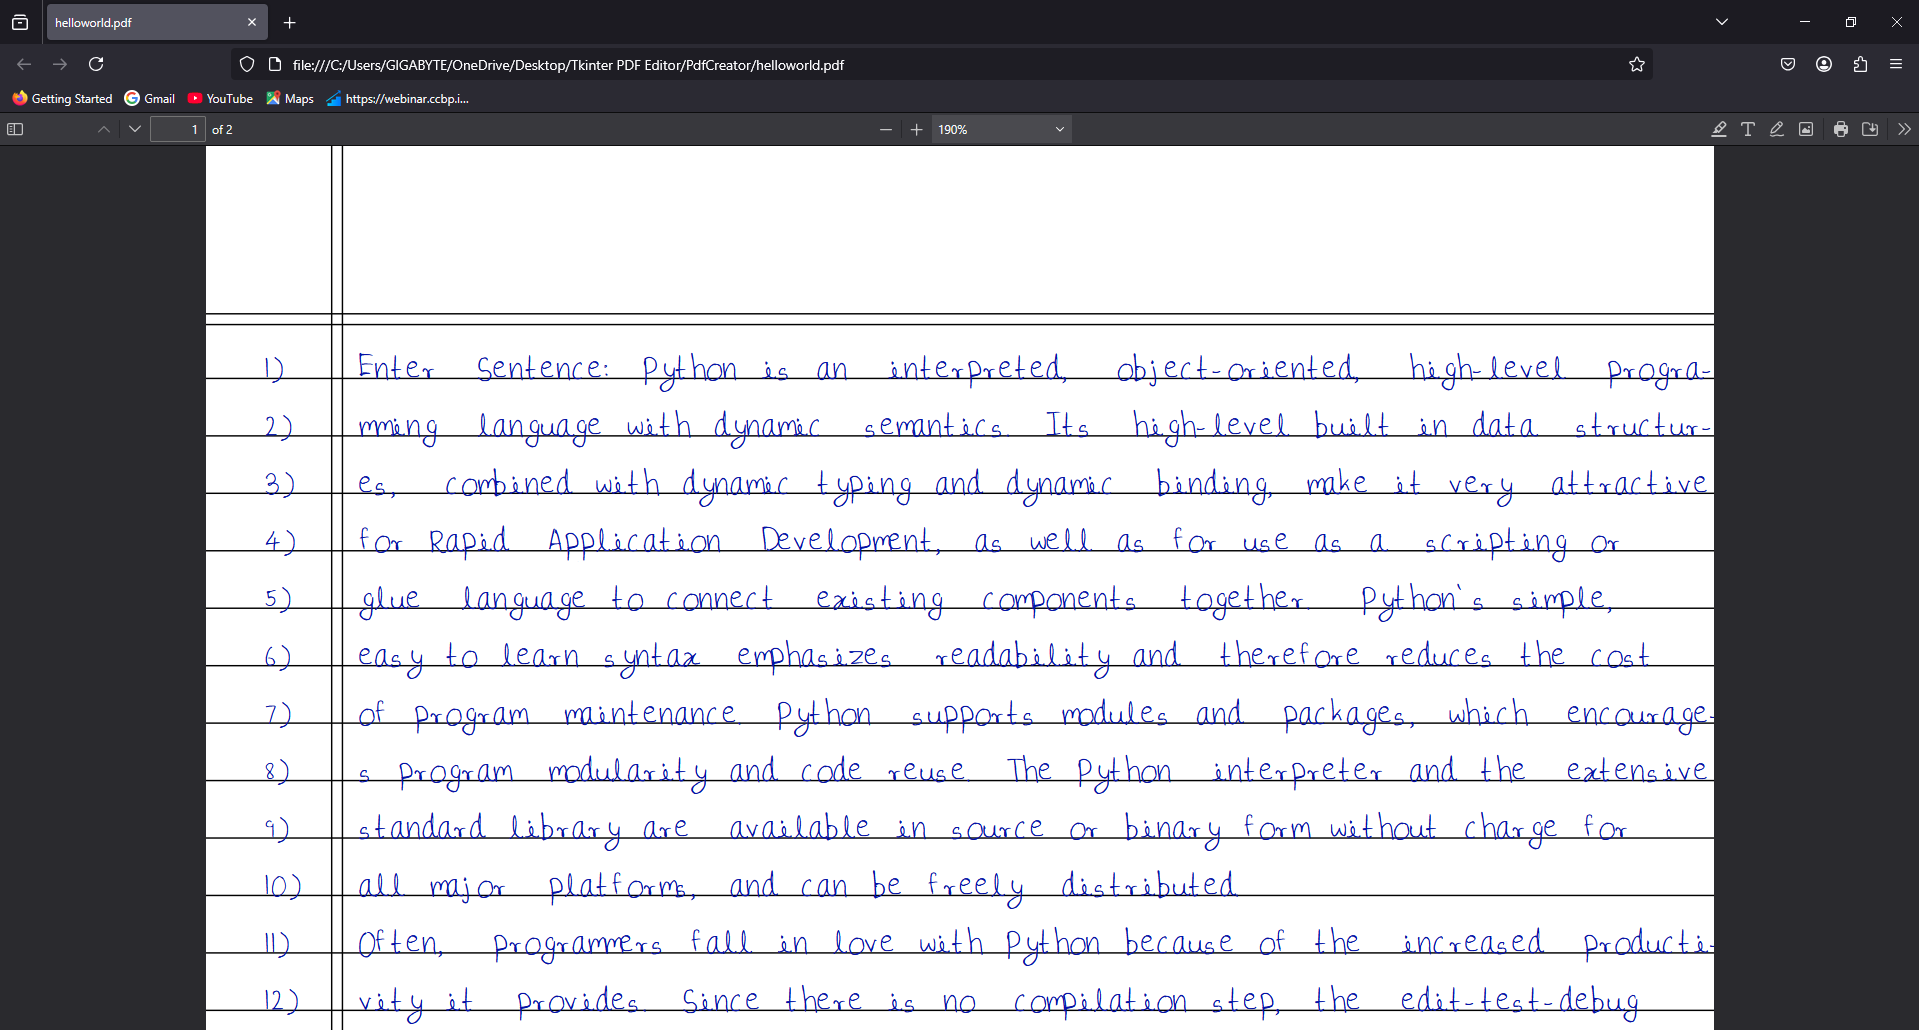 helloworld.pdf
file:///C:/Users/GIGABYTE/OneDrive/Desktop/Tkinter PDF Editor/PdfCreator/helloworld.pdf
Getting Started Gmail YouTube Maps https://webinar.ccbp.i...
1 of 2 190%
1) Enter Sentence: Python is an interpreted, object-oriented, high-level progra-
2) mming language with dynamic semantics. Its high-level built in data structur-
3) es, combined with dynamic typing and dynamic binding, make it very attractive
4) for Rapid Application Development, as well as for use as a scripting or
5) glue language to connect existing components together. Python's simple,
6) easy to learn syntax emphasizes readability and therefore reduces the cost
7) of program maintenance. Python supports modules and packages, which encourage-
8) s program modularity and code reuse. The Python interpreter and the extensive
9) standard library are available in source or binary form without charge for
10) all major platforms, and can be freely distributed.
11) Often, programmers fall in love with Python because of the increased producti-
12) vity it provides. Since there is no compilation step, the edit-test-debug